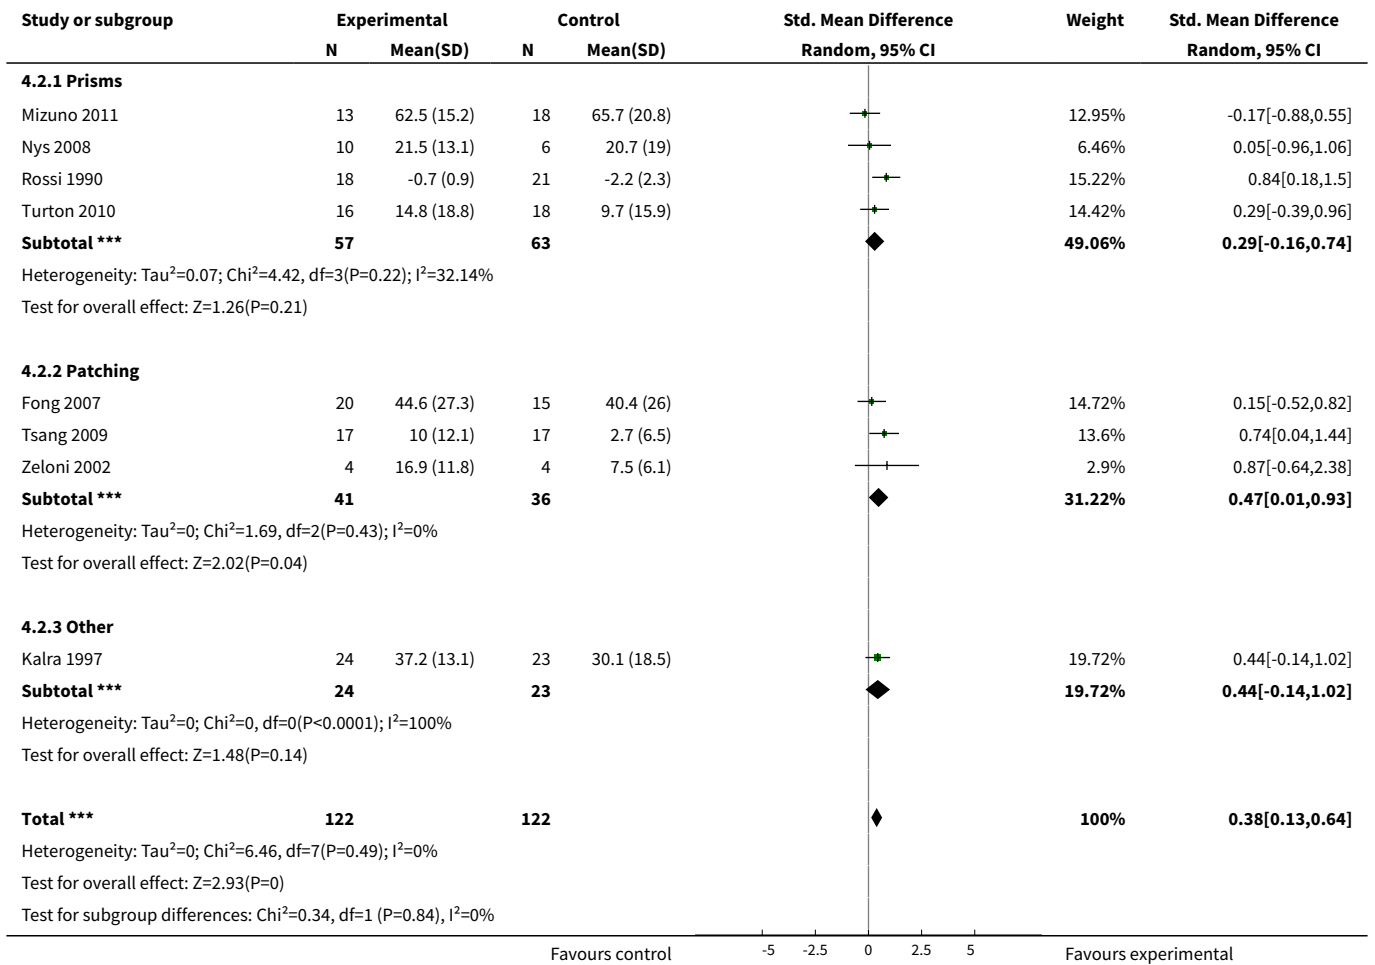 Study or subgroup Experimental Control Std. Mean Difference Weight Std. Mean Difference
N Mean(SD) N Mean(SD) Random, 95% CI Random, 95% CI
4.2.1 Prisms
Mizuno 2011 13 62.5 (15.2) 18 65.7 (20.8) 12.95% -0.17[-0.88,0.55]
Nys 2008 10 21.5 (13.1) 6 20.7 (19) 6.46% 0.05[-0.96,1.06]
Rossi 1990 18 -0.7 (0.9) 21 -2.2 (2.3) 15.22% 0.84[0.18,1.5]
Turton 2010 16 14.8 (18.8) 18 9.7 (15.9) 14.42% 0.29[-0.39,0.96]
Subtotal *** 57 63 49.06% 0.29[-0.16,0.74]
Heterogeneity: Tau²=0.07; Chi²=4.42, df=3(P=0.22); I²=32.14%
Test for overall effect: Z=1.26(P=0.21)
4.2.2 Patching
Fong 2007 20 44.6 (27.3) 15 40.4 (26) 14.72% 0.15[-0.52,0.82]
Tsang 2009 17 10 (12.1) 17 2.7 (6.5) 13.6% 0.74[0.04,1.44]
Zeloni 2002 4 16.9 (11.8) 4 7.5 (6.1) 2.9% 0.87[-0.64,2.38]
Subtotal *** 41 36 31.22% 0.47[0.01,0.93]
Heterogeneity: Tau²=0; Chi²=1.69, df=2(P=0.43); I²=0%
Test for overall effect: Z=2.02(P=0.04)
4.2.3 Other
Kalra 1997 24 37.2 (13.1) 23 30.1 (18.5) 19.72% 0.44[-0.14,1.02]
Subtotal *** 24 23 19.72% 0.44[-0.14,1.02]
Heterogeneity: Tau²=0; Chi²=0, df=0(P<0.0001); I²=100%
Test for overall effect: Z=1.48(P=0.14)
Total *** 122 122 100% 0.38[0.13,0.64]
Heterogeneity: Tau²=0; Chi²=6.46, df=7(P=0.49); I²=0%
Test for overall effect: Z=2.93(P=0)
Test for subgroup differences: Chi²=0.34, df=1 (P=0.84), I²=0%
Favours control -5 -2.5 0 2.5 5 Favours experimental